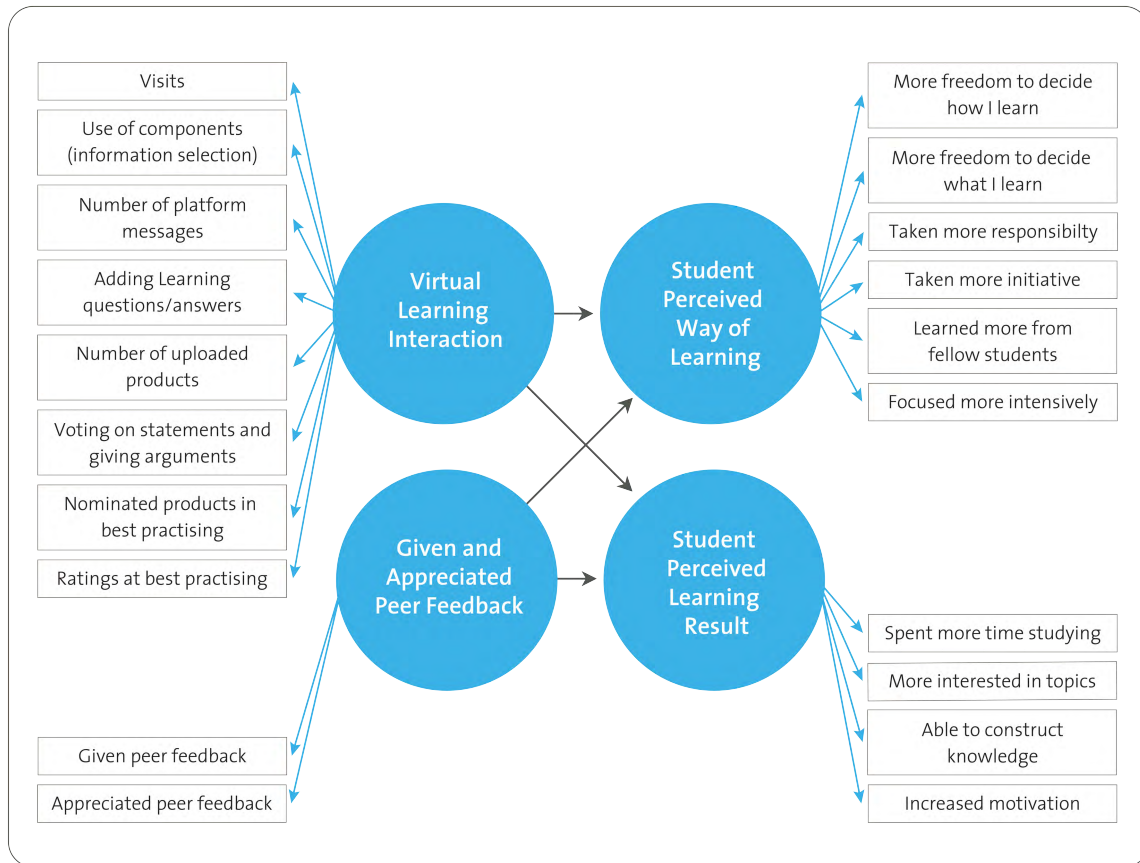 Visits
Use of components
(information selection)
Number of platform
messages
Adding Learning
questions/answers
Number of uploaded
products
Voting on statements and
giving arguments
Nominated products in
best practising
Ratings at best practising
Given peer feedback
Appreciated peer feedback
Virtual
Learning
Interaction
Given and
Appreciated
Peer Feedback
Student
Perceived
Way of
Learning
Student
Perceived
Learning
Result
More freedom to decide
how I learn
More freedom to decide
what I learn
Taken more responsibilty
Taken more initiative
Learned more from
fellow students
Focused more intensively
Spent more time studying
More interested in topics
Able to construct
knowledge
Increased motivation